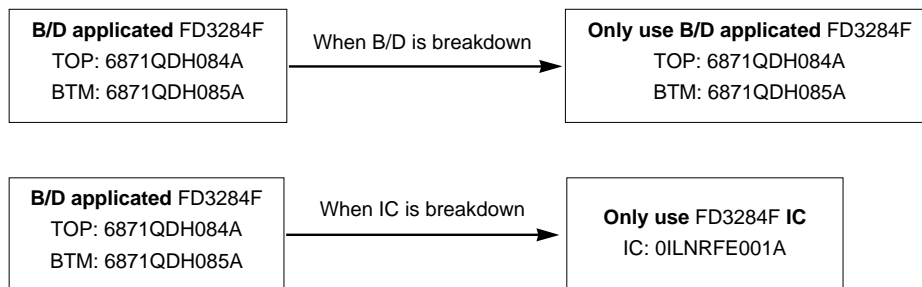 B/D applicated FD3284F
TOP: 6871QDH084A
BTM: 6871QDH085A
When B/D is breakdown
Only use B/D applicated FD3284F
TOP: 6871QDH084A
BTM: 6871QDH085A
B/D applicated FD3284F
TOP: 6871QDH084A
BTM: 6871QDH085A
When IC is breakdown
Only use FD3284F IC
IC: 0ILNRFE001A